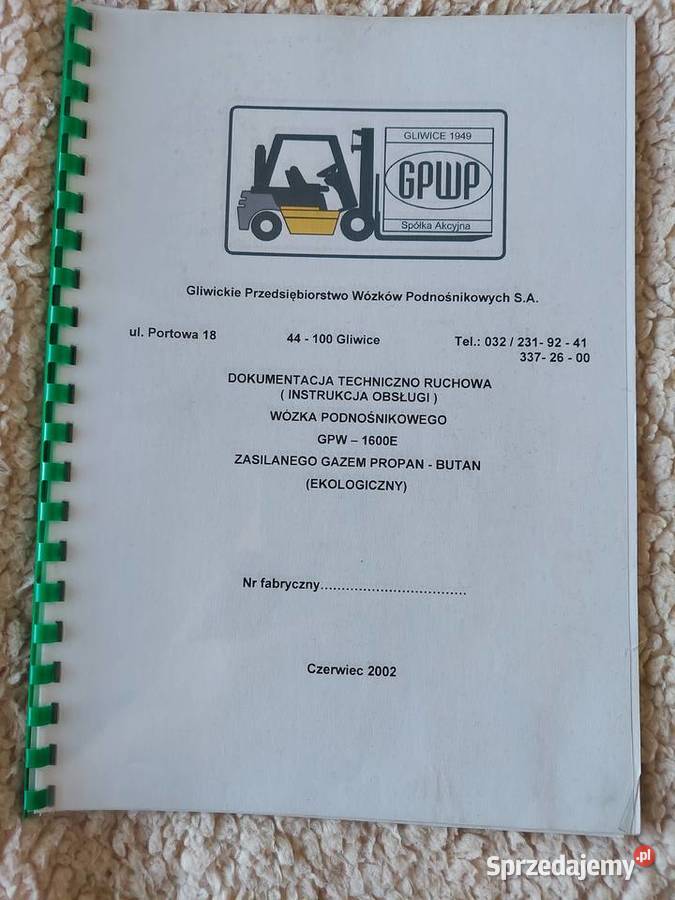 GLIWICE 1949
GPWP
Spółka Akcyjna
Gliwickie Przedsiębiorstwo Wózków Podnośnikowych S.A.
ul. Portowa 18 44 - 100 Gliwice Tel.: 032 / 231- 92 - 41
337- 26 - 00
DOKUMENTACJA TECHNICZNO RUCHOWA
( INSTRUKCJA OBSŁUGI )
WÓZKA PODNOŚNIKOWEGO
GPW – 1600E
ZASILANEGO GAZEM PROPAN - BUTAN
(EKOLOGICZNY)
Nr fabryczny..................................
Czerwiec 2002
Sprzedajemy.pl